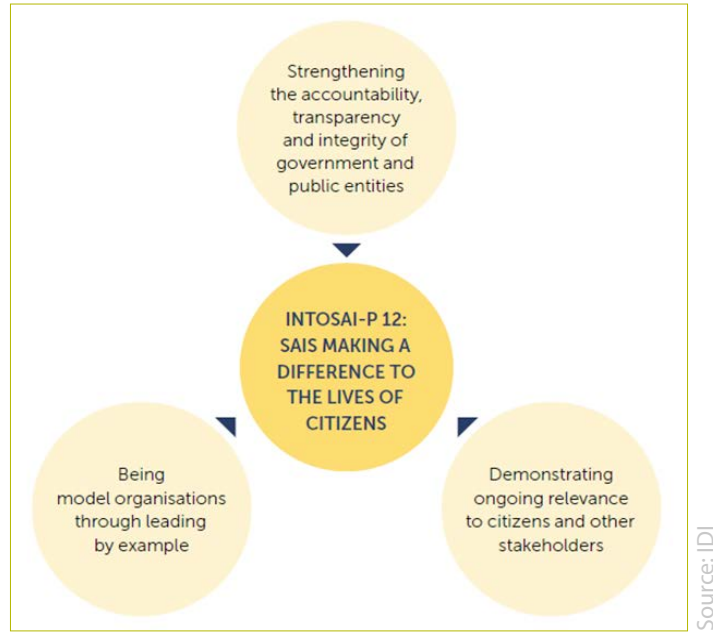 Strengthening
the accountability,
transparency
and integrity of
government and
public entities
INTOSAI-P 12:
SAIS MAKING A
DIFFERENCE TO
THE LIVES OF
CITIZENS
Being
model organisations
through leading
by example
Demonstrating
ongoing relevance
to citizens and other
stakeholders
Source: IDI